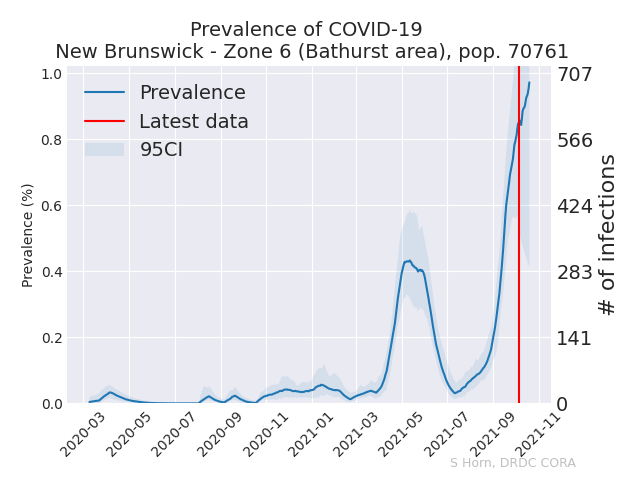 Prevalence of COVID-19
New Brunswick - Zone 6 (Bathurst area), pop. 70761
Prevalence
Latest data
95CI
1.0
0.8
0.6
0.4
0.2
0.0
Prevalence (%)
707
566
424
283
141
0
# of infections
2020-03
2020-05
2020-07
2020-09
2020-11
2021-01
2021-03
2021-05
2021-07
2021-09
2021-11
S Horn, DRDC CORA